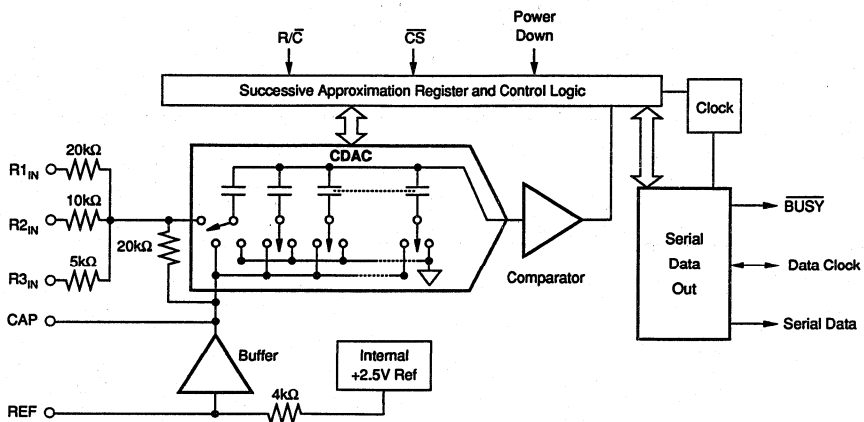 Power
Down
R/C̅
C̅S̅
Successive Approximation Register and Control Logic
Clock
CDAC
20kΩ
R1IN
10kΩ
R2IN
20kΩ
5kΩ
R3IN
Comparator
Serial
Data
Out
B̅U̅S̅Y̅
Data Clock
Serial Data
CAP
Buffer
Internal
+2.5V Ref
4kΩ
REF